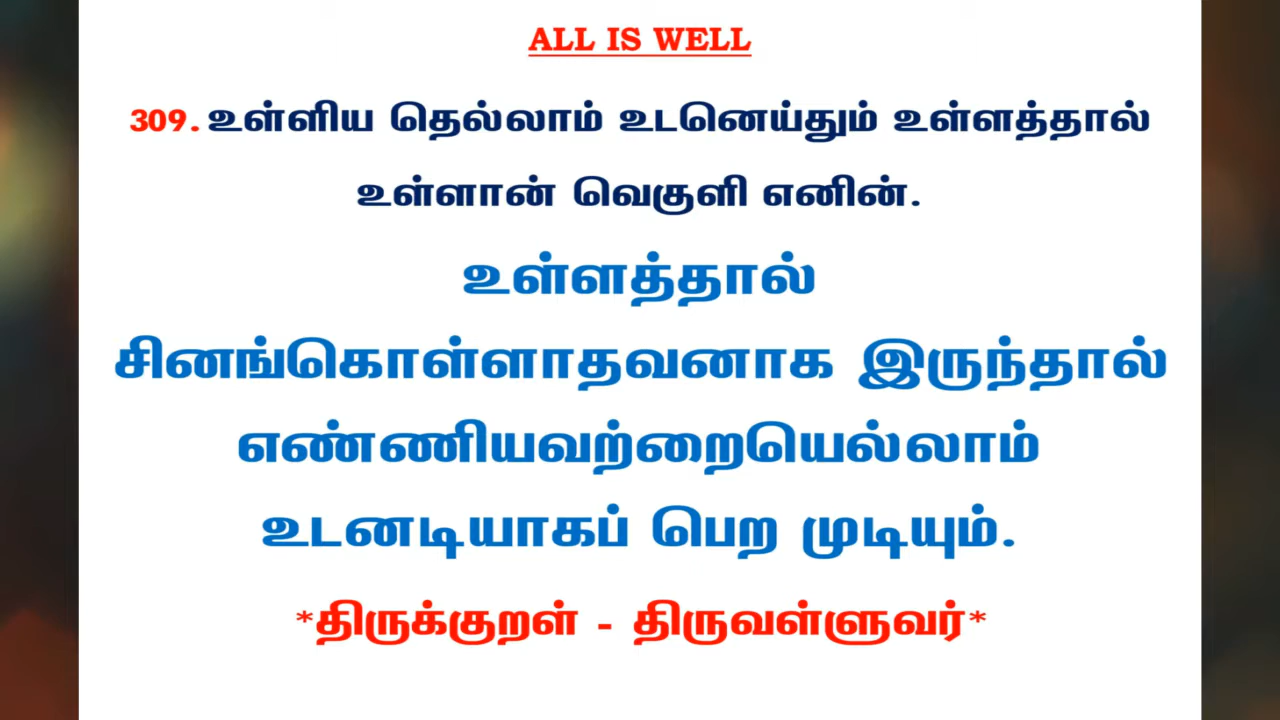 ALL IS WELL
309. உள்ளிய தெல்லாம் உடனெய்தும் உள்ளத்தால்
உள்ளான் வெகுளி எனின்.
உள்ளத்தால்
சினங்கொள்ளாதவனாக இருந்தால்
எண்ணியவற்றையெல்லாம்
உடனடியாகப் பெற முடியும்.
*திருக்குறள் - திருவள்ளுவர்*